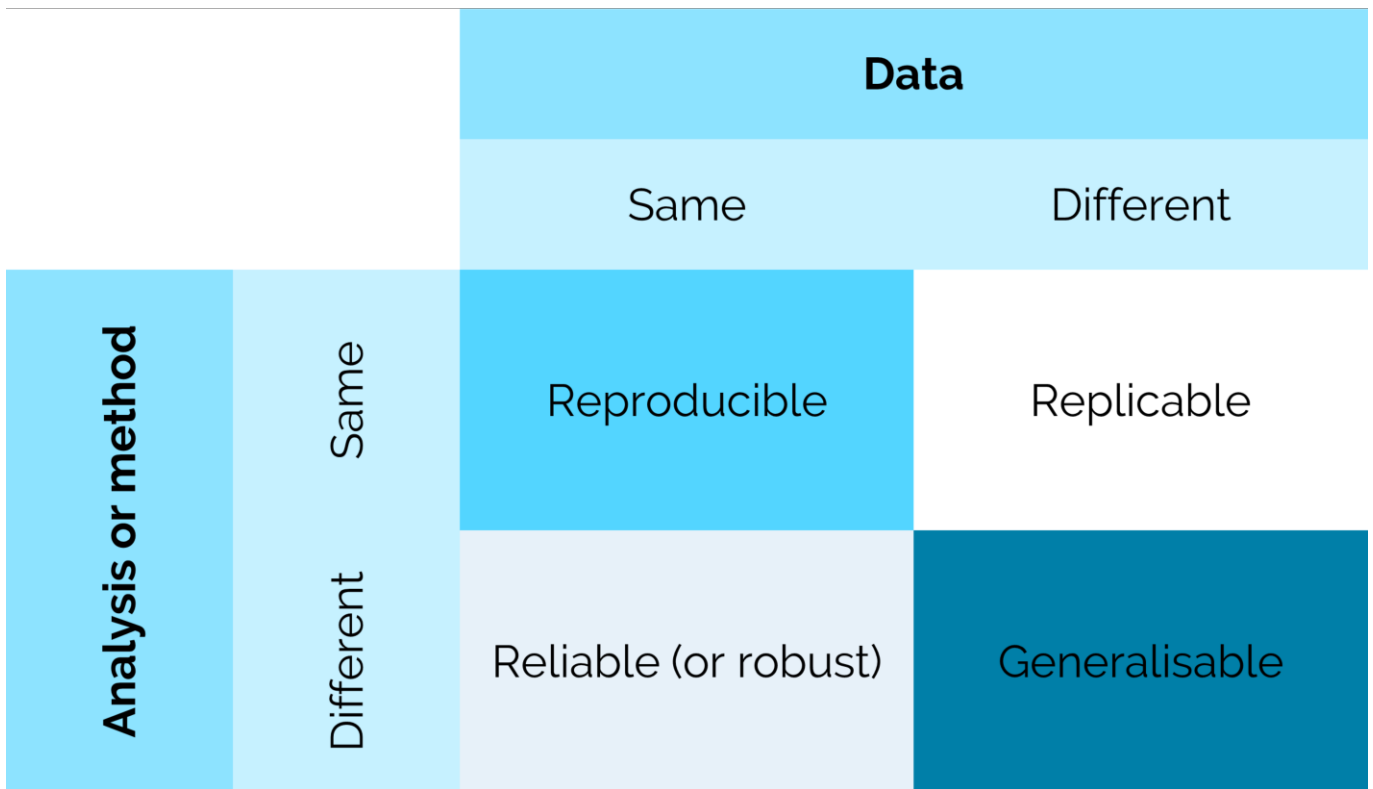 Data
Same
Different
Analysis or method
Same
Reproducible
Replicable
Different
Reliable (or robust)
Generalisable